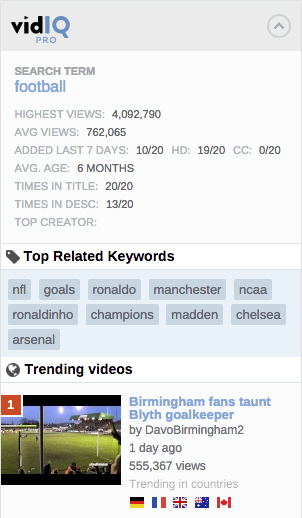 vidIQ
PRO
SEARCH TERM
football
HIGHEST VIEWS: 4,092,790
AVG VIEWS: 762,065
ADDED LAST 7 DAYS: 10/20 HD: 19/20 CC: 0/20
AVG. AGE: 6 MONTHS
TIMES IN TITLE: 20/20
TIMES IN DESC: 13/20
TOP CREATOR:
Top Related Keywords
nfl goals ronaldo manchester ncaa
ronaldinho champions madden chelsea
arsenal
Trending videos
1
Birmingham fans taunt
Blyth goalkeeper
by DavoBirmingham2
1 day ago
555,367 views
Trending in countries